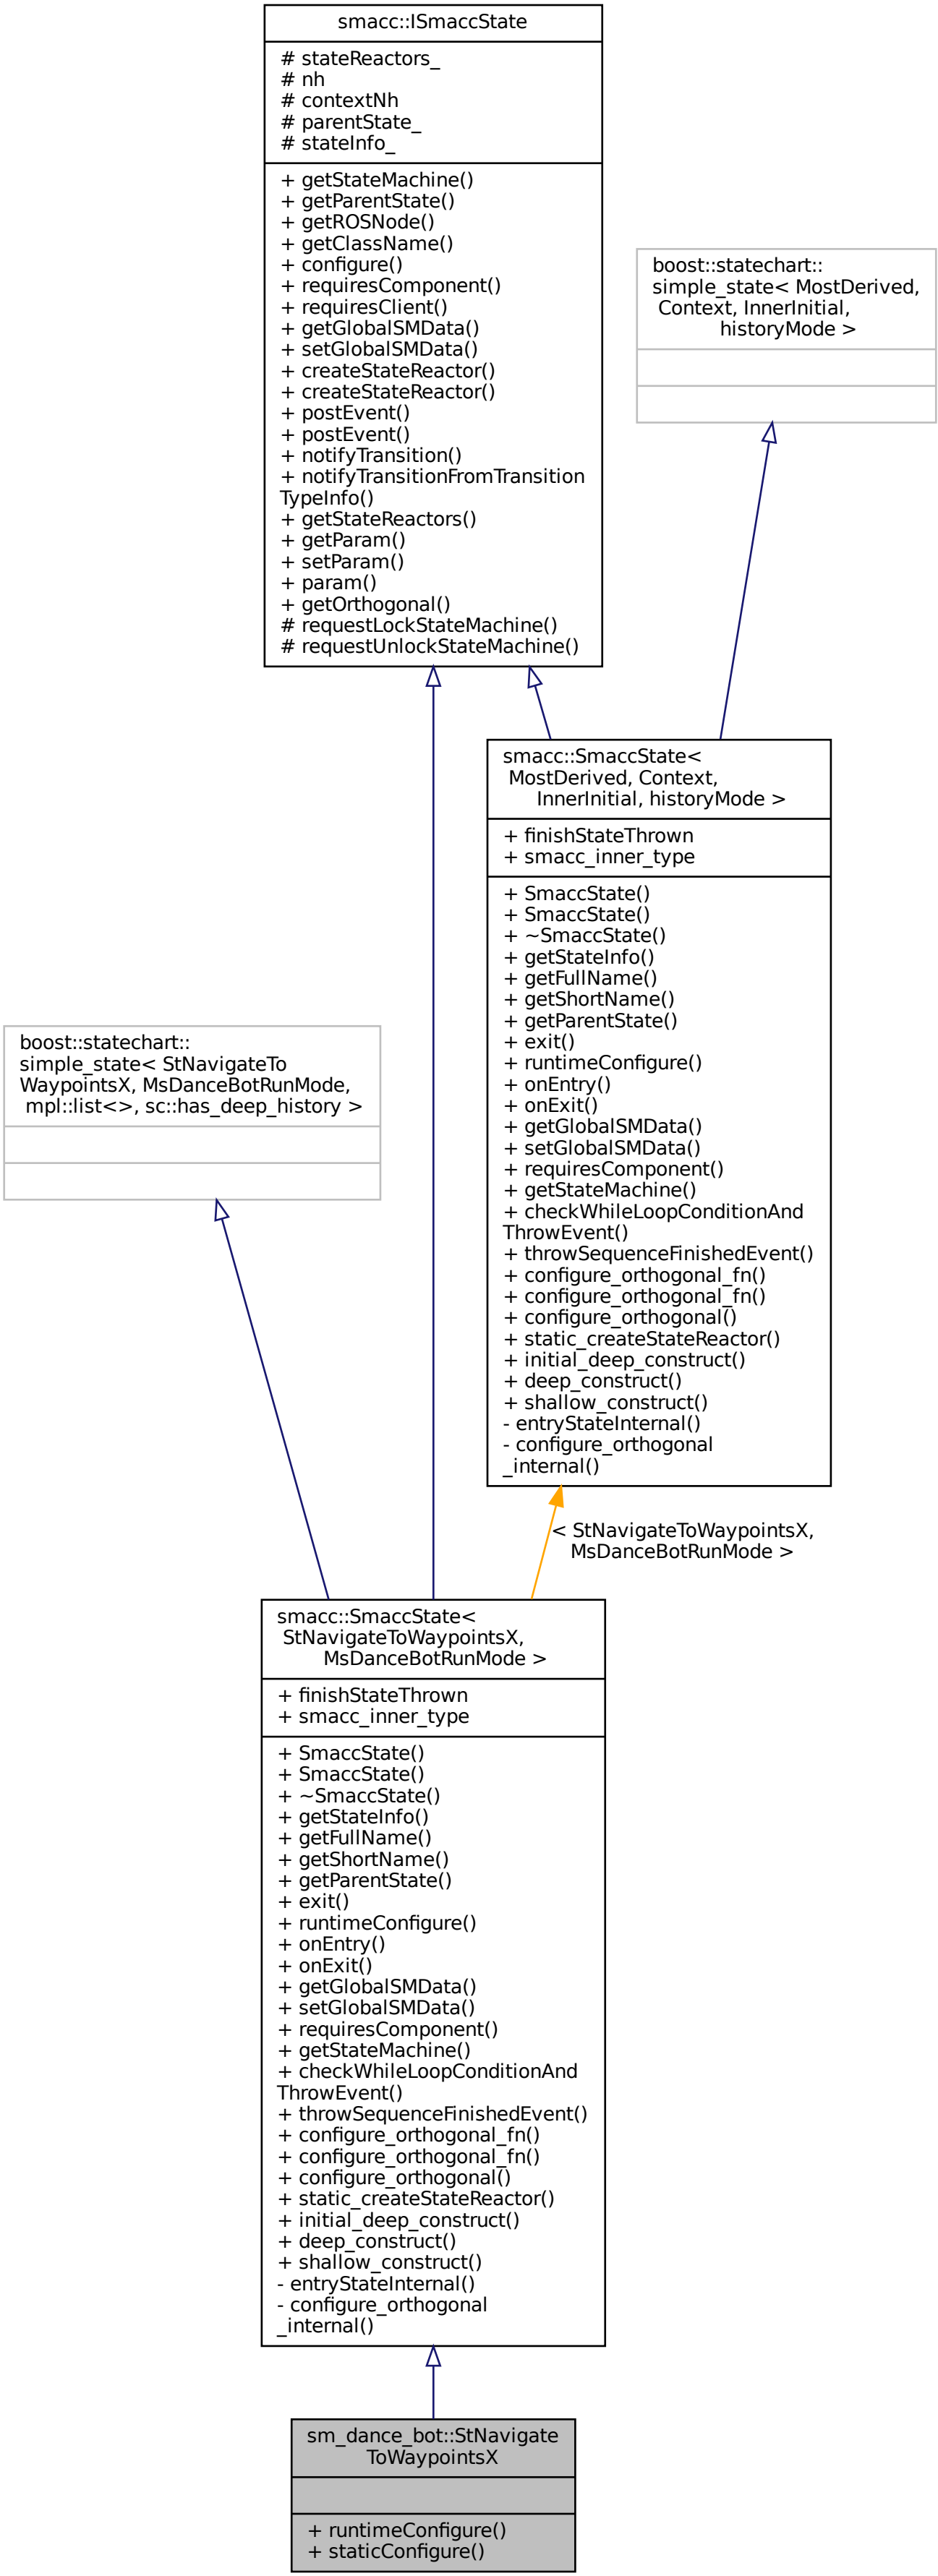 smacc::ISmaccState
# stateReactors_
# nh
# contextNh
# parentState_
# stateInfo_
+ getStateMachine()
+ getParentState()
+ getROSNode()
+ getClassName()
+ configure()
+ requiresComponent()
+ requiresClient()
+ getGlobalSMData()
+ setGlobalSMData()
+ createStateReactor()
+ createStateReactor()
+ postEvent()
+ postEvent()
+ notifyTransition()
+ notifyTransitionFromTransition
TypeInfo()
+ getStateReactors()
+ getParam()
+ setParam()
+ param()
+ getOrthogonal()
# requestLockStateMachine()
# requestUnlockStateMachine()
boost::statechart::
simple_state< MostDerived,
Context, InnerInitial,
historyMode >
smacc::SmaccState<
MostDerived, Context,
InnerInitial, historyMode >
+ finishStateThrown
+ smacc_inner_type
+ SmaccState()
+ SmaccState()
+ ~SmaccState()
+ getStateInfo()
+ getFullName()
+ getShortName()
+ getParentState()
+ exit()
+ runtimeConfigure()
+ onEntry()
+ onExit()
+ getGlobalSMData()
+ setGlobalSMData()
+ requiresComponent()
+ getStateMachine()
+ checkWhileLoopConditionAnd
ThrowEvent()
+ throwSequenceFinishedEvent()
+ configure_orthogonal_fn()
+ configure_orthogonal_fn()
+ configure_orthogonal()
+ static_createStateReactor()
+ initial_deep_construct()
+ deep_construct()
+ shallow_construct()
- entryStateInternal()
- configure_orthogonal
_internal()
boost::statechart::
simple_state< StNavigateTo
WaypointsX, MsDanceBotRunMode,
mpl::list<>, sc::has_deep_history >
< StNavigateToWaypointsX,
MsDanceBotRunMode >
smacc::SmaccState<
StNavigateToWaypointsX,
MsDanceBotRunMode >
+ finishStateThrown
+ smacc_inner_type
+ SmaccState()
+ SmaccState()
+ ~SmaccState()
+ getStateInfo()
+ getFullName()
+ getShortName()
+ getParentState()
+ exit()
+ runtimeConfigure()
+ onEntry()
+ onExit()
+ getGlobalSMData()
+ setGlobalSMData()
+ requiresComponent()
+ getStateMachine()
+ checkWhileLoopConditionAnd
ThrowEvent()
+ throwSequenceFinishedEvent()
+ configure_orthogonal_fn()
+ configure_orthogonal_fn()
+ configure_orthogonal()
+ static_createStateReactor()
+ initial_deep_construct()
+ deep_construct()
+ shallow_construct()
- entryStateInternal()
- configure_orthogonal
_internal()
sm_dance_bot::StNavigate
ToWaypointsX
+ runtimeConfigure()
+ staticConfigure()